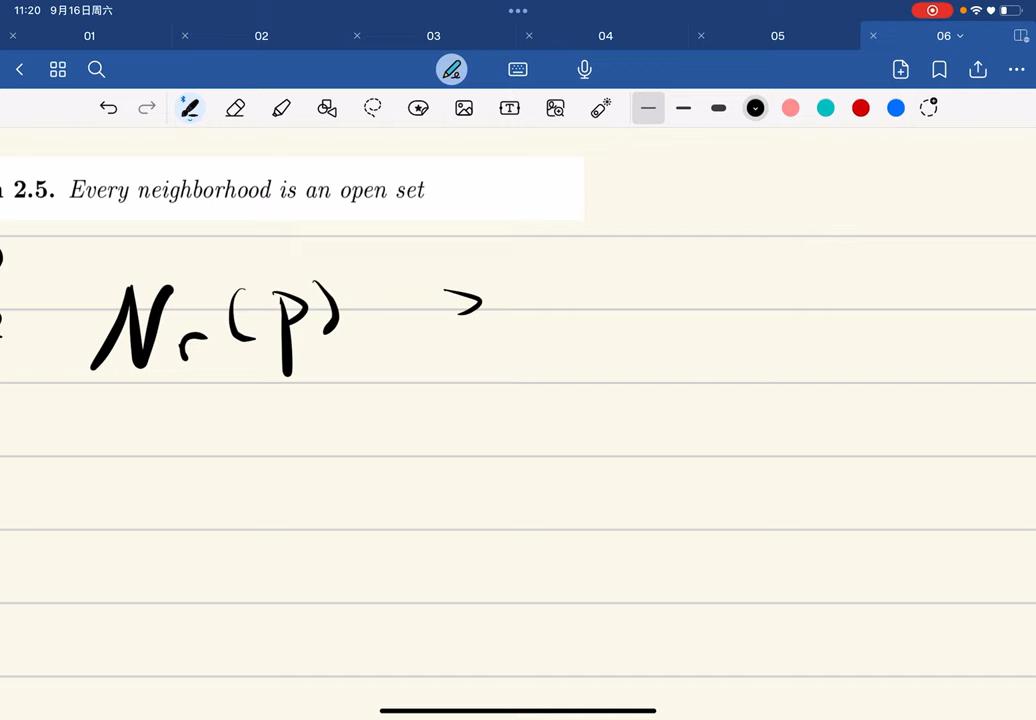 11:20 9月16日周六
01 02 03 04 05 06
2.5. Every neighborhood is an open set
Nr(p) >